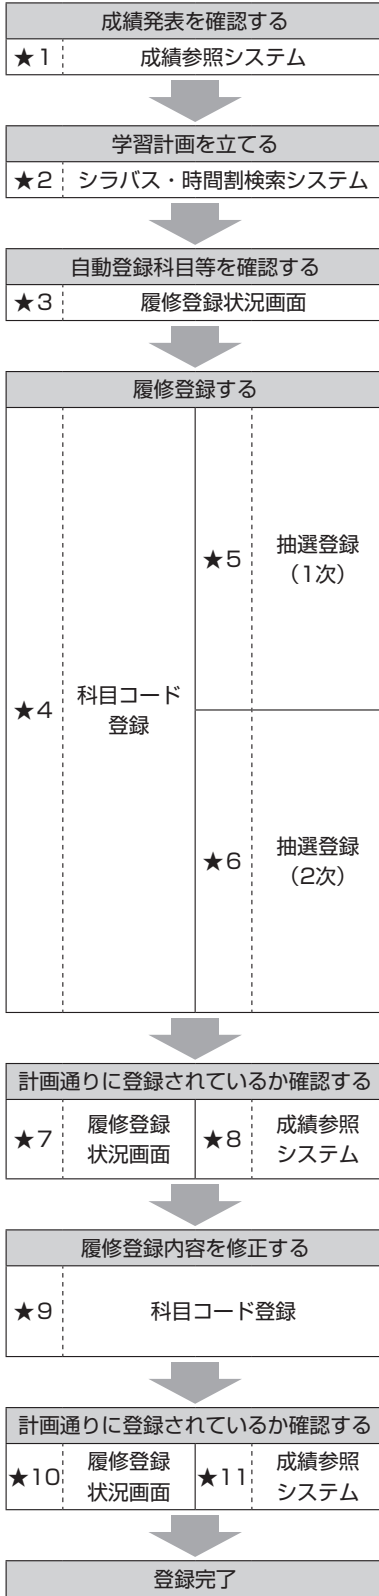 成績発表を確認する
★1 成績参照システム
学習計画を立てる
★2 シラバス・時間割検索システム
自動登録科目等を確認する
★3 履修登録状況画面
履修登録する
★4 科目コード
登録
★5 抽選登録
(1次)
★6 抽選登録
(2次)
計画通りに登録されているか確認する
★7 履修登録
状況画面
★8 成績参照
システム
履修登録内容を修正する
★9 科目コード登録
計画通りに登録されているか確認する
★10 履修登録
状況画面
★11 成績参照
システム
登録完了